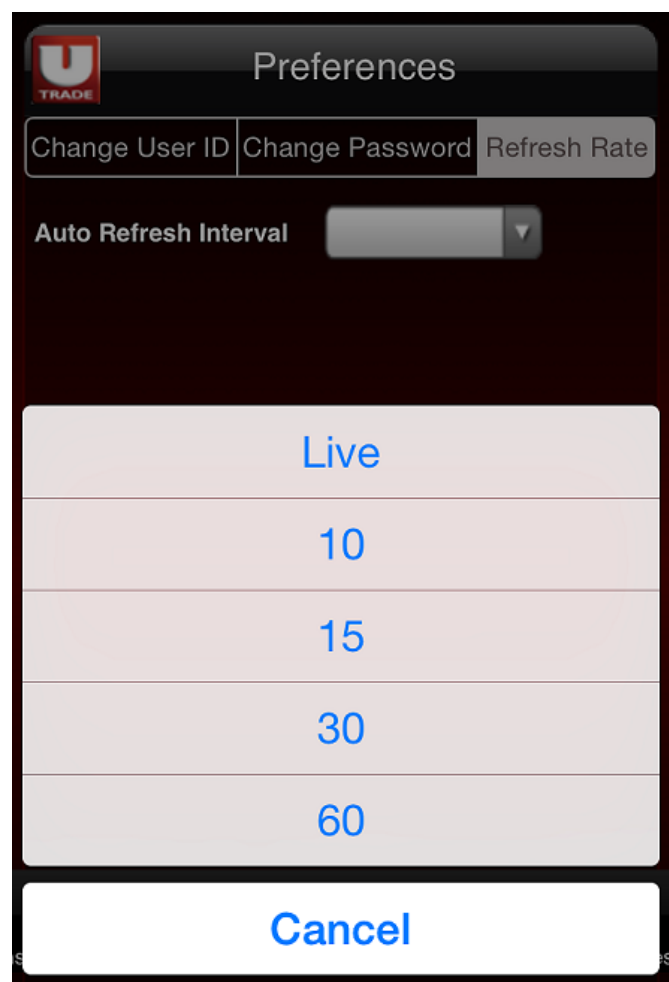 U
TRADE
Preferences
Change User ID Change Password Refresh Rate
Auto Refresh Interval
Live
10
15
30
60
Cancel